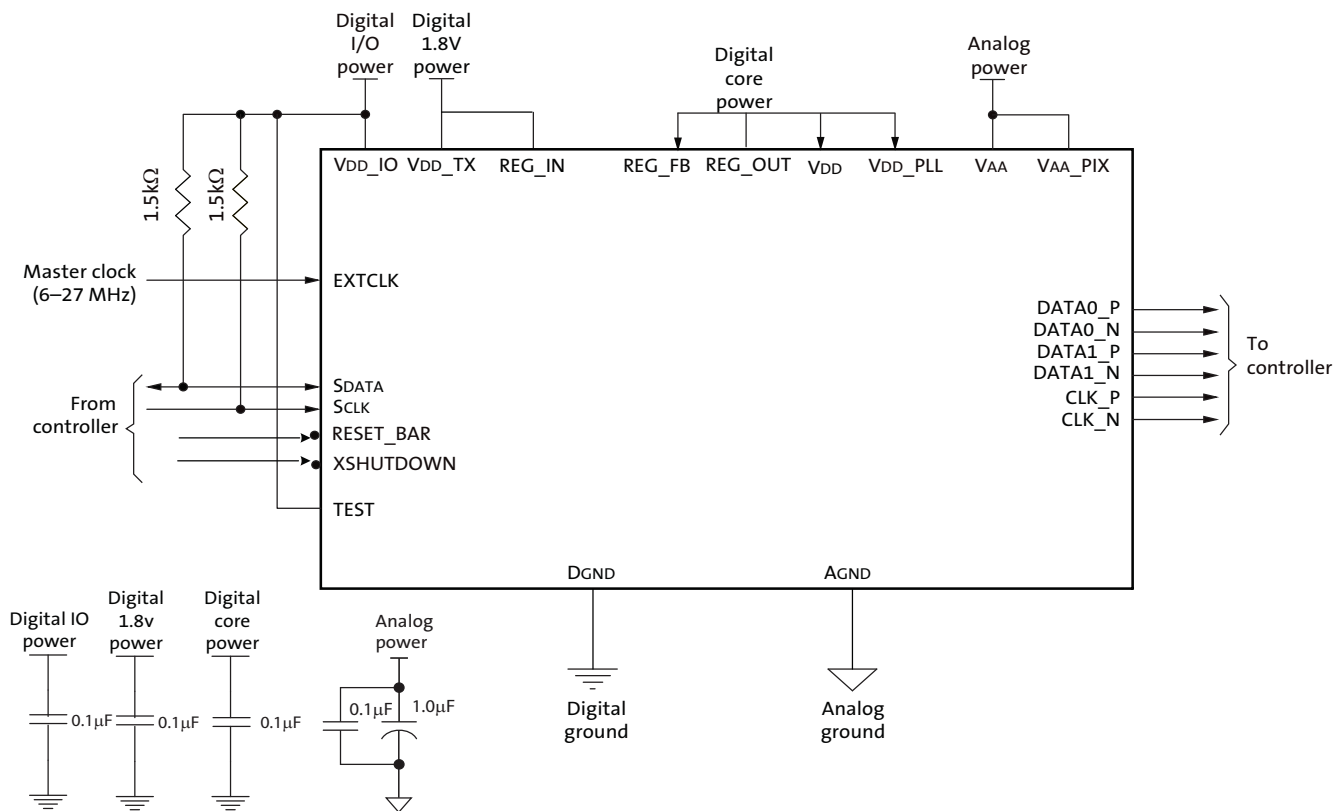 Digital
I/O
power
Digital
1.8V
power
Digital
core
power
Analog
power
1.5kΩ
1.5kΩ
VDD_IO
VDD_TX
REG_IN
REG_FB
REG_OUT
VDD
VDD_PLL
VAA
VAA_PIX
Master clock
(6–27 MHz)
EXTCLK
From
controller
SDATA
SCLK
RESET_BAR
XSHUTDOWN
TEST
DATA0_P
DATA0_N
DATA1_P
DATA1_N
CLK_P
CLK_N
To
controller
DGND
AGND
Digital
ground
Analog
ground
Digital IO
power
0.1µF
Digital
1.8v
power
0.1µF
Digital
core
power
0.1µF
Analog
power
0.1µF
1.0µF